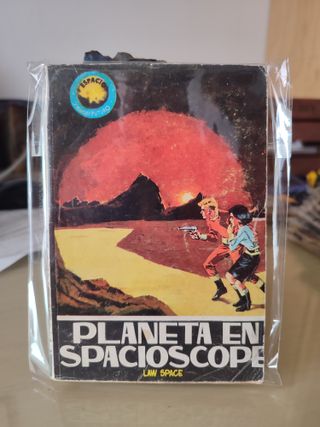 ESPACIO
PLANETA EN
SPACIOSCOPE
LAW SPACE